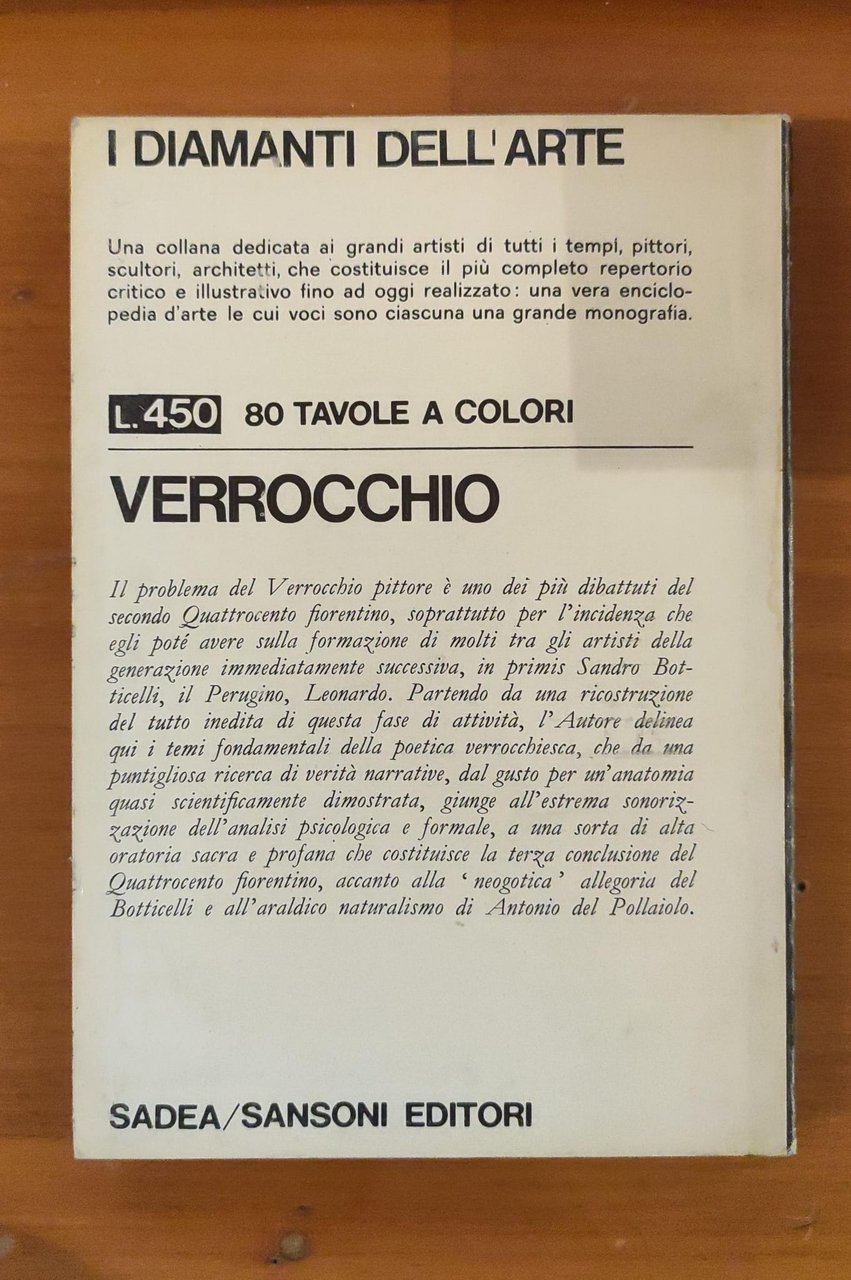 I DIAMANTI DELL'ARTE
Una collana dedicata ai grandi artisti di tutti i tempi, pittori,
scultori, architetti, che costituisce il più completo repertorio
critico e illustrativo fino ad oggi realizzato: una vera enciclo-
pedia d'arte le cui voci sono ciascuna una grande monografia.
L.450 80 TAVOLE A COLORI
VERROCCHIO
Il problema del Verrocchio pittore è uno dei più dibattuti del
secondo Quattrocento fiorentino, soprattutto per l'incidenza che
egli poté avere sulla formazione di molti tra gli artisti della
generazione immediatamente successiva, in primis Sandro Bot-
ticelli, il Perugino, Leonardo. Partendo da una ricostruzione
del tutto inedita di questa fase di attività, l'Autore delinea
qui i temi fondamentali della poetica verrocchiesca, che da una
puntigliosa ricerca di verità narrative, dal gusto per un'anatomia
quasi scientificamente dimostrata, giunge all'estrema sonoriz-
zazione dell'analisi psicologica e formale, a una sorta di alta
oratoria sacra e profana che costituisce la terza conclusione del
Quattrocento fiorentino, accanto alla 'neogotica' allegoria del
Botticelli e all'araldico naturalismo di Antonio del Pollaiolo.
SADEA/SANSONI EDITORI